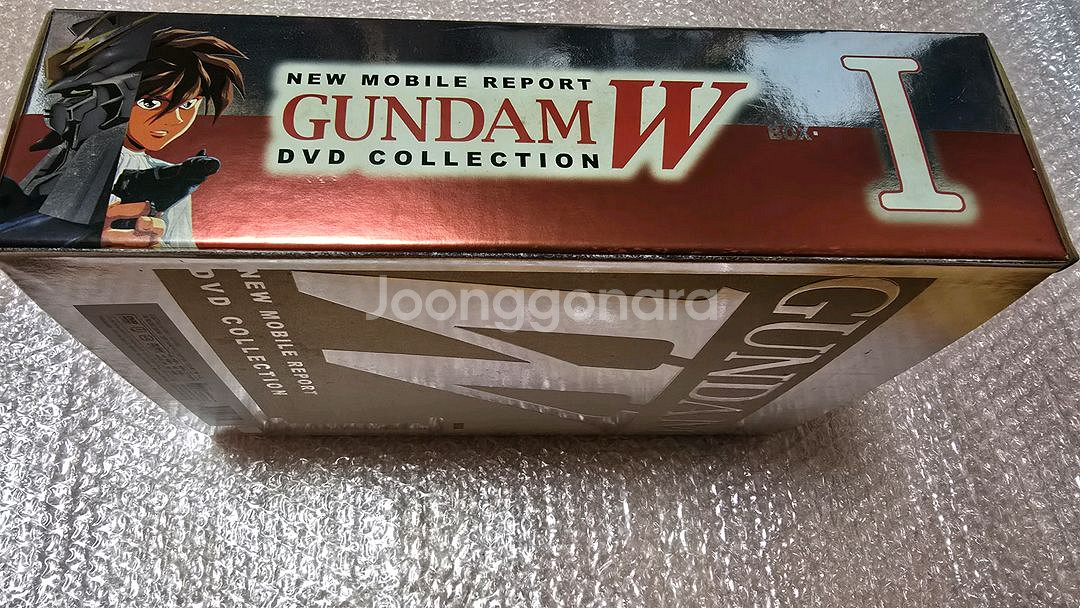 NEW MOBILE REPORT
GUNDAM W
DVD COLLECTION
BOX·
I
Joonggonara
NEW MOBILE REPORT
DVD COLLECTION
GUNDAM